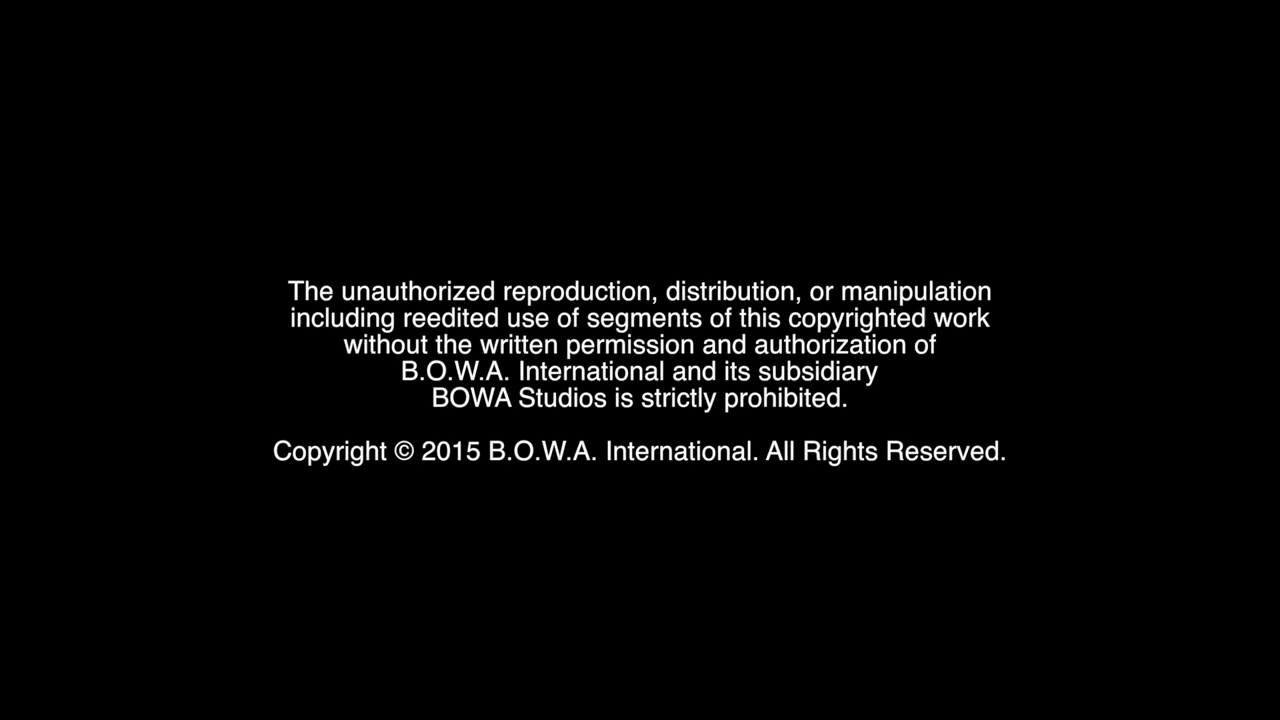 The unauthorized reproduction, distribution, or manipulation
including reedited use of segments of this copyrighted work
without the written permission and authorization of
B.O.W.A. International and its subsidiary
BOWA Studios is strictly prohibited.
Copyright © 2015 B.O.W.A. International. All Rights Reserved.